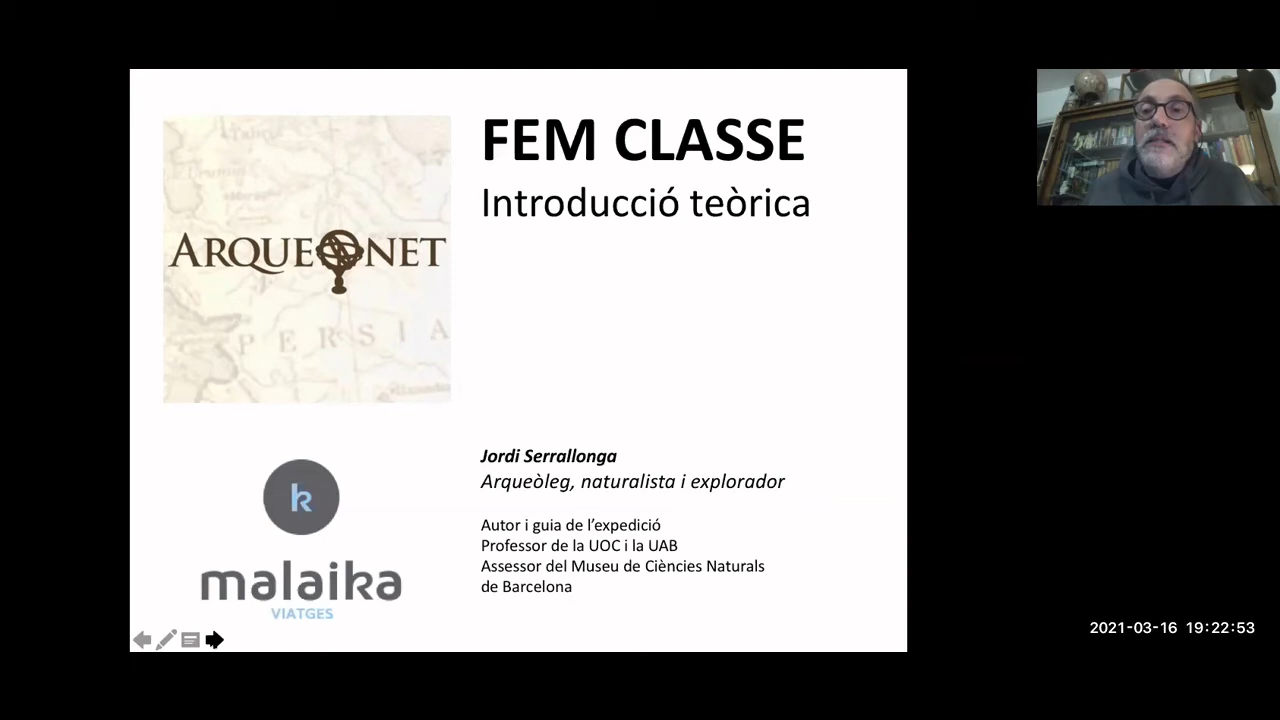 FEM CLASSE
Introducció teòrica
ARQUEONET
PERSIA
Jordi Serrallonga
Arqueòleg, naturalista i explorador
Autor i guia de l'expedició
Professor de la UOC i la UAB
Assessor del Museu de Ciències Naturals
de Barcelona
k
malaika
VIATGES
2021-03-16 19:22:53